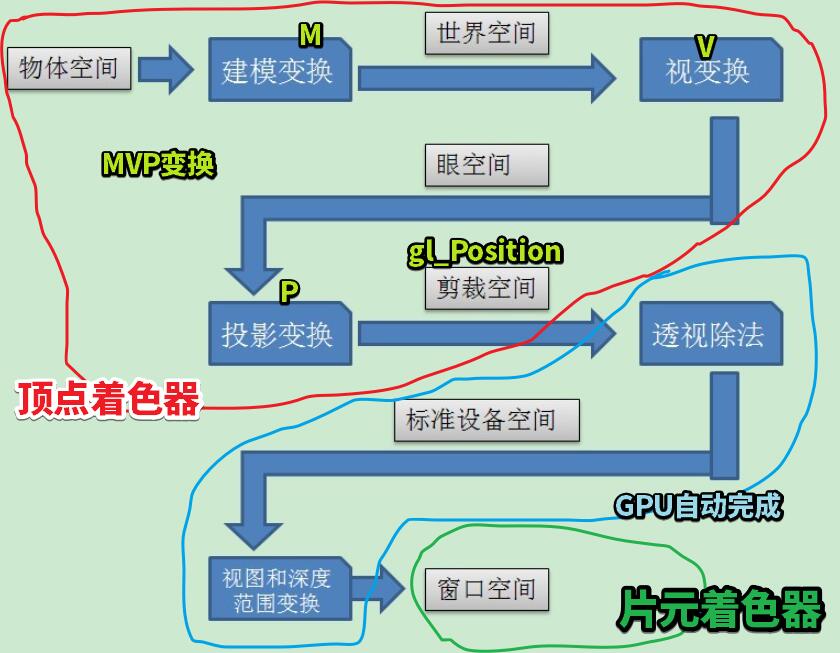 M
世界空间
V
物体空间
建模变换
视变换
MVP变换
眼空间
gl_Position
P
剪裁空间
投影变换
透视除法
顶点着色器
标准设备空间
GPU自动完成
视图和深度
范围变换
窗口空间
片元着色器